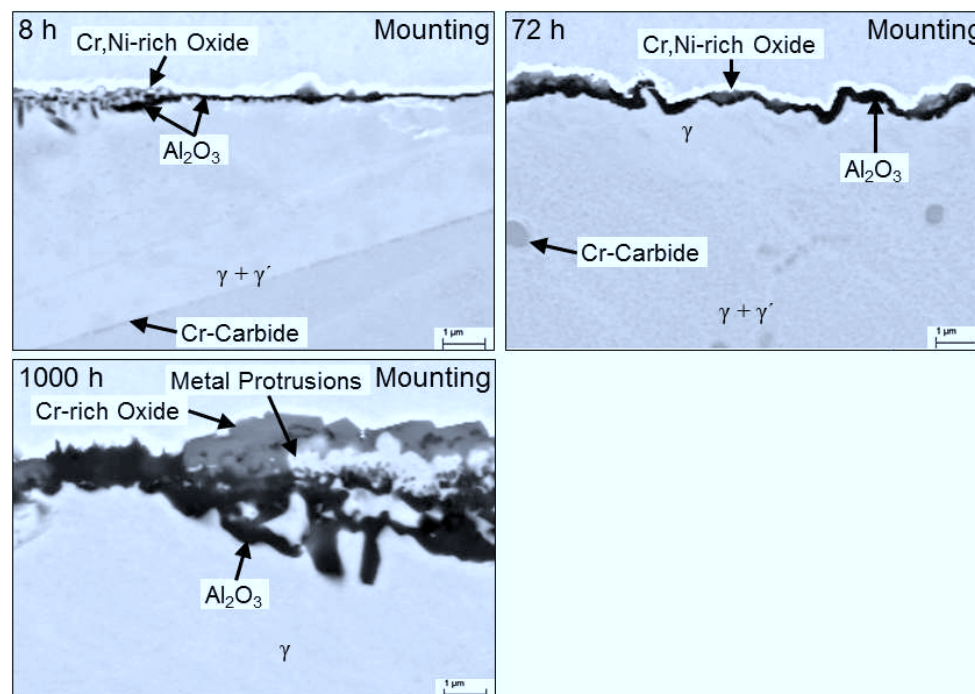 8 h
Mounting
Cr,Ni-rich Oxide
Al₂O₃
γ + γ´
Cr-Carbide
1 µm
72 h
Mounting
Cr,Ni-rich Oxide
γ
Al₂O₃
Cr-Carbide
γ + γ´
1 µm
1000 h
Metal Protrusions
Mounting
Cr-rich Oxide
Al₂O₃
γ
1 µm